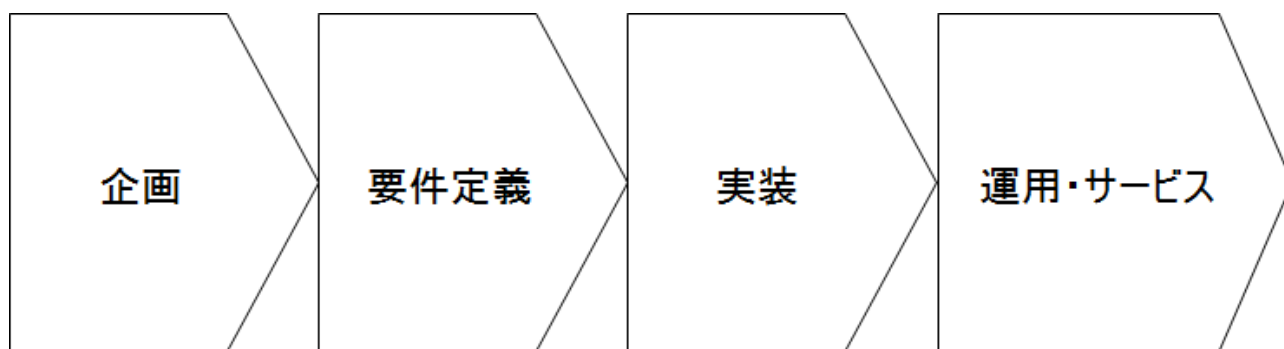 企画
要件定義
実装
運用・サービス